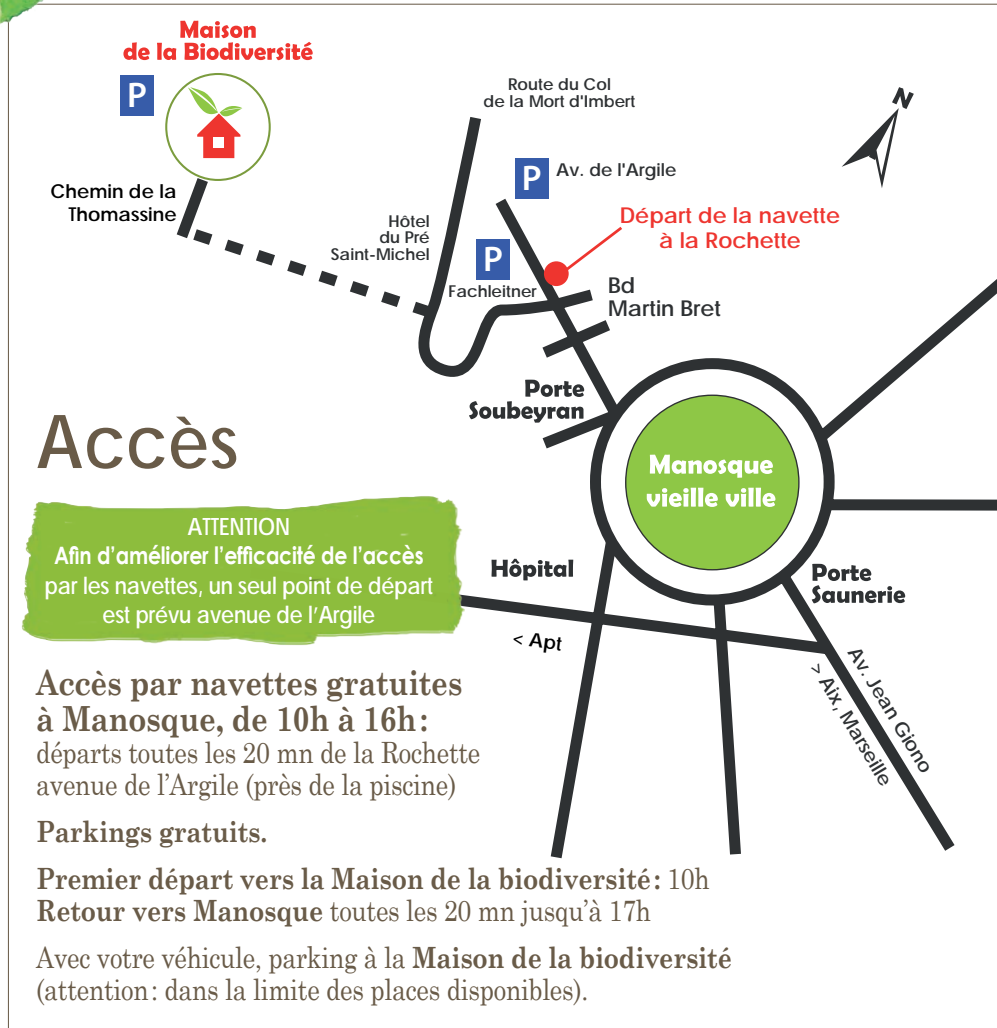 Maison
de la Biodiversité
P
Route du Col
de la Mort d'Imbert
N
P
Av. de l'Argile
Chemin de la
Thomassine
Hôtel
du Pré
Saint-Michel
Départ de la navette
à la Rochette
P
Fachleitner
Bd
Martin Bret
Porte
Soubeyran
Accès
Manosque
vieille ville
ATTENTION
Afin d'améliorer l'efficacité de l'accès
par les navettes, un seul point de départ
est prévu avenue de l'Argile
Hôpital
Porte
Saunerie
< Apt
Av. Jean Giono
> Aix, Marseille
Accès par navettes gratuites
à Manosque, de 10h à 16h :
départs toutes les 20 mn de la Rochette
avenue de l'Argile (près de la piscine)
Parkings gratuits.
Premier départ vers la Maison de la biodiversité : 10h
Retour vers Manosque toutes les 20 mn jusqu'à 17h
Avec votre véhicule, parking à la Maison de la biodiversité
(attention : dans la limite des places disponibles).